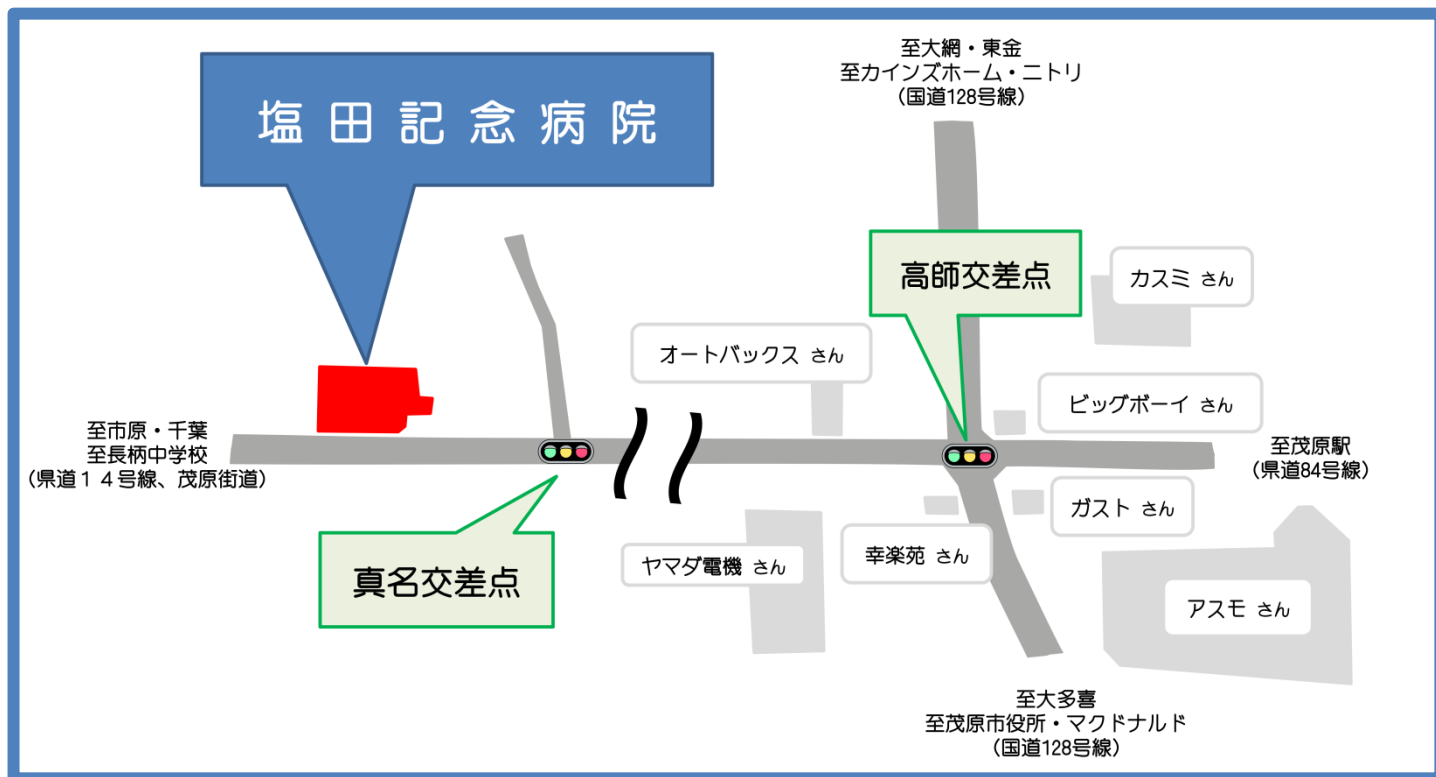 至大網・東金
至カインズホーム・ニトリ
(国道128号線)
塩田記念病院
高師交差点
カスミ さん
オートバックス さん
ビッグボーイ さん
至市原・千葉
至長柄中学校
(県道１４号線、茂原街道)
至茂原駅
(県道84号線)
ガスト さん
幸楽苑 さん
ヤマダ電機 さん
真名交差点
アスモ さん
至大多喜
至茂原市役所・マクドナルド
(国道128号線)